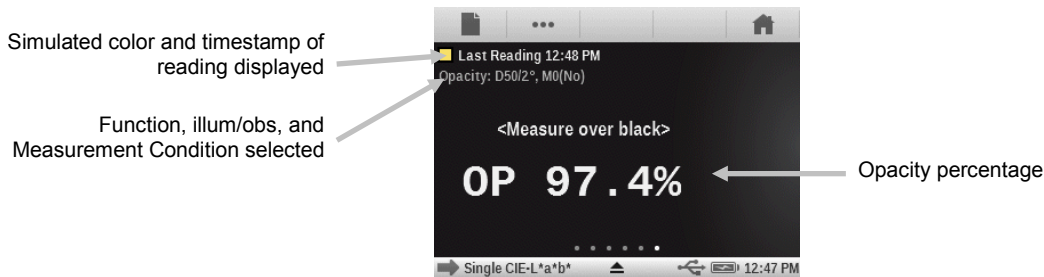 Simulated color and timestamp of
reading displayed
Function, illum/obs, and
Measurement Condition selected
•••
Last Reading 12:48 PM
Opacity: D50/2°, M0(No)
<Measure over black>
OP 97.4%
Opacity percentage
Single CIE-L*a*b*
12:47 PM